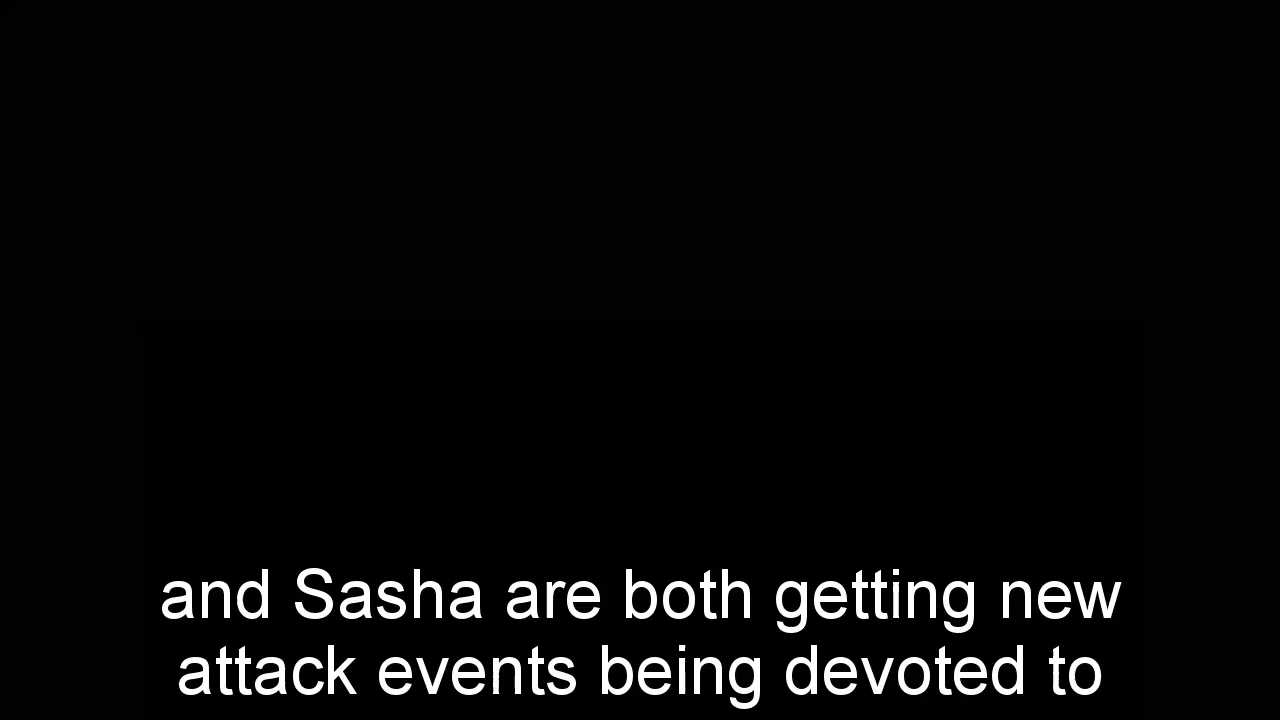 and Sasha are both getting new
attack events being devoted to